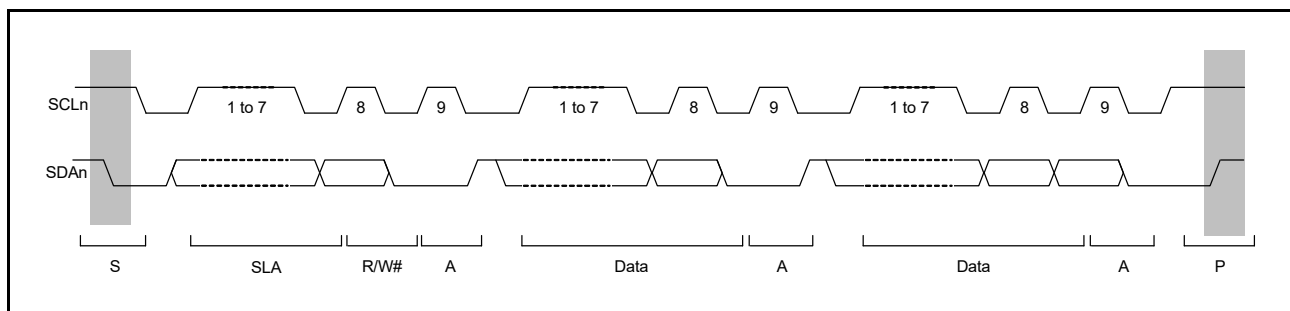 SCLn 1 to 7 8 9 1 to 7 8 9 1 to 7 8 9
SDAn
S SLA R/W# A Data A Data A P